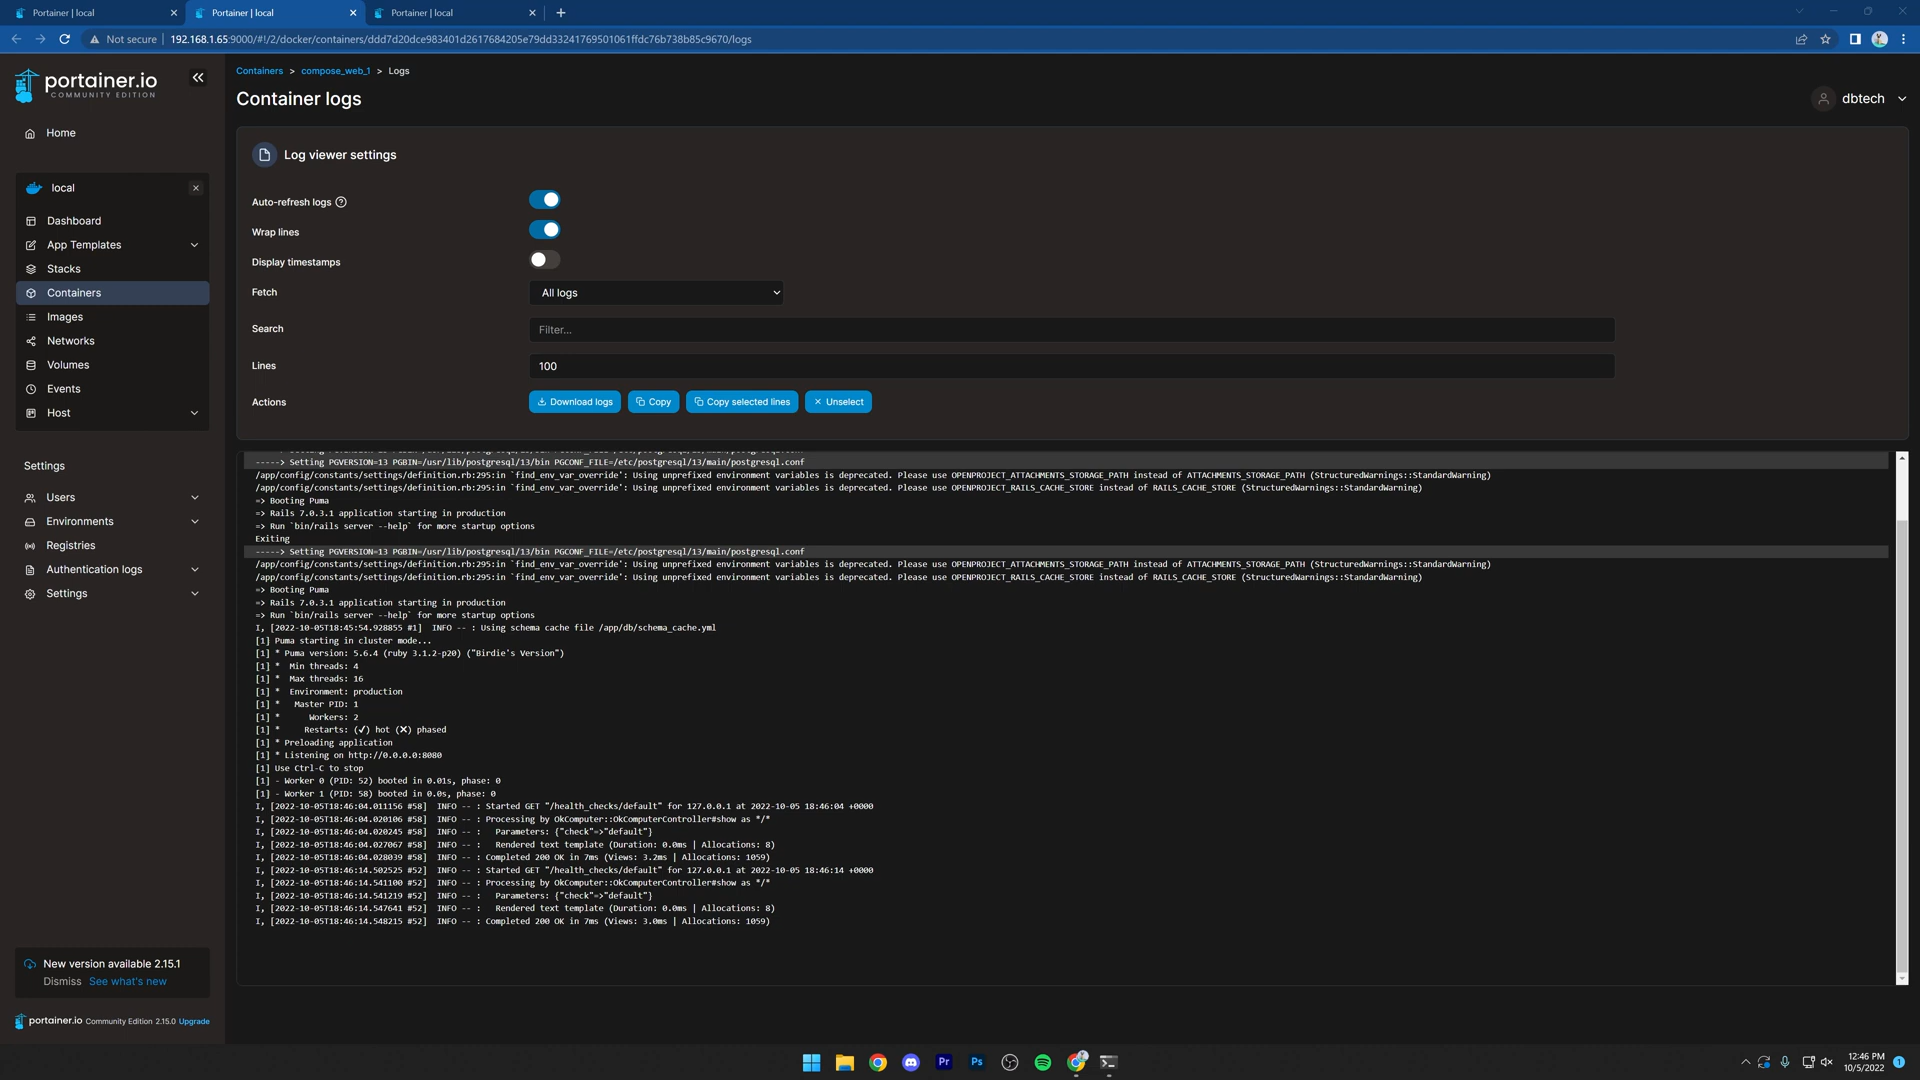 Portainer | local
Portainer | local
Portainer | local
Not secure | 192.168.1.65:9000/#!/2/docker/containers/ddd7d20dce983401d2617684205e79dd33241769501061ffdc76b738b85c9670/logs
portainer.io
COMMUNITY EDITION
Home
local
Dashboard
App Templates
Stacks
Containers
Images
Networks
Volumes
Events
Host
Settings
Users
Environments
Registries
Authentication logs
Settings
New version available 2.15.1
Dismiss See what's new
portainer.io Community Edition 2.15.0 Upgrade
Containers > compose_web_1 > Logs
Container logs
dbtech
Log viewer settings
Auto-refresh logs
Wrap lines
Display timestamps
Fetch All logs
Search Filter...
Lines 100
Actions Download logs Copy Copy selected lines Unselect
-----> Setting PGVERSION=13 PGBIN=/usr/lib/postgresql/13/bin PGCONF_FILE=/etc/postgresql/13/main/postgresql.conf
/app/config/constants/settings/definition.rb:295:in `find_env_var_override': Using unprefixed environment variables is deprecated. Please use OPENPROJECT_ATTACHMENTS_STORAGE_PATH instead of ATTACHMENTS_STORAGE_PATH (StructuredWarnings::StandardWarning)
/app/config/constants/settings/definition.rb:295:in `find_env_var_override': Using unprefixed environment variables is deprecated. Please use OPENPROJECT_RAILS_CACHE_STORE instead of RAILS_CACHE_STORE (StructuredWarnings::StandardWarning)
=> Booting Puma
=> Rails 7.0.3.1 application starting in production
=> Run `bin/rails server --help` for more startup options
Exiting
-----> Setting PGVERSION=13 PGBIN=/usr/lib/postgresql/13/bin PGCONF_FILE=/etc/postgresql/13/main/postgresql.conf
/app/config/constants/settings/definition.rb:295:in `find_env_var_override': Using unprefixed environment variables is deprecated. Please use OPENPROJECT_ATTACHMENTS_STORAGE_PATH instead of ATTACHMENTS_STORAGE_PATH (StructuredWarnings::StandardWarning)
/app/config/constants/settings/definition.rb:295:in `find_env_var_override': Using unprefixed environment variables is deprecated. Please use OPENPROJECT_RAILS_CACHE_STORE instead of RAILS_CACHE_STORE (StructuredWarnings::StandardWarning)
=> Booting Puma
=> Rails 7.0.3.1 application starting in production
=> Run `bin/rails server --help` for more startup options
I, [2022-10-05T18:45:54.928855 #1]  INFO -- : Using schema cache file /app/db/schema_cache.yml
[1] Puma starting in cluster mode...
[1] * Puma version: 5.6.4 (ruby 3.1.2-p20) ("Birdie's Version")
[1] *  Min threads: 4
[1] *  Max threads: 16
[1] *  Environment: production
[1] *   Master PID: 1
[1] *      Workers: 2
[1] *     Restarts: (✔) hot (✖) phased
[1] * Preloading application
[1] * Listening on http://0.0.0.0:8080
[1] Use Ctrl-C to stop
[1] - Worker 0 (PID: 52) booted in 0.01s, phase: 0
[1] - Worker 1 (PID: 58) booted in 0.0s, phase: 0
I, [2022-10-05T18:46:04.011156 #58]  INFO -- : Started GET "/health_checks/default" for 127.0.0.1 at 2022-10-05 18:46:04 +0000
I, [2022-10-05T18:46:04.020106 #58]  INFO -- : Processing by OkComputer::OkComputerController#show as */*
I, [2022-10-05T18:46:04.020245 #58]  INFO -- :   Parameters: {"check"=>"default"}
I, [2022-10-05T18:46:04.027067 #58]  INFO -- :   Rendered text template (Duration: 0.0ms | Allocations: 8)
I, [2022-10-05T18:46:04.028039 #58]  INFO -- : Completed 200 OK in 7ms (Views: 3.2ms | Allocations: 1059)
I, [2022-10-05T18:46:14.502525 #52]  INFO -- : Started GET "/health_checks/default" for 127.0.0.1 at 2022-10-05 18:46:14 +0000
I, [2022-10-05T18:46:14.541100 #52]  INFO -- : Processing by OkComputer::OkComputerController#show as */*
I, [2022-10-05T18:46:14.541219 #52]  INFO -- :   Parameters: {"check"=>"default"}
I, [2022-10-05T18:46:14.547641 #52]  INFO -- :   Rendered text template (Duration: 0.0ms | Allocations: 8)
I, [2022-10-05T18:46:14.548215 #52]  INFO -- : Completed 200 OK in 7ms (Views: 3.0ms | Allocations: 1059)
Pr
Ps
12:46 PM
10/5/2022
1